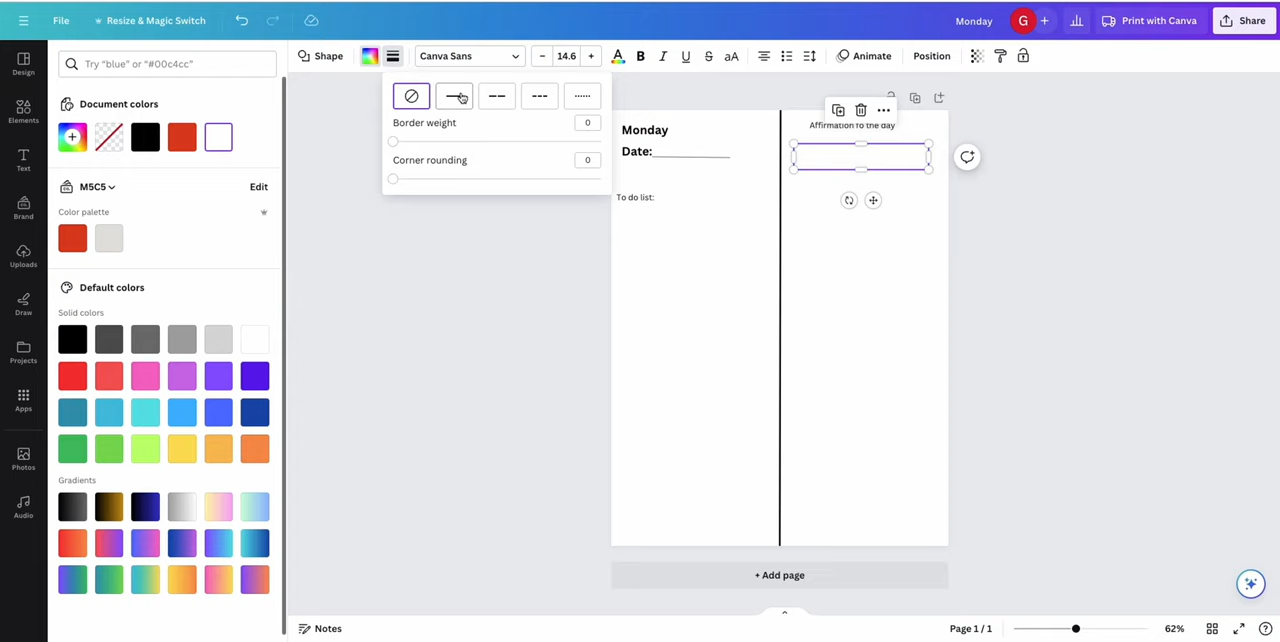 File
Resize & Magic Switch
Monday
G
+
Print with Canva
Share
Design
Elements
Text
Brand
Uploads
Draw
Projects
Apps
Photos
Audio
Try "blue" or "#00c4cc"
Document colors
M5C5
Edit
Color palette
Default colors
Solid colors
Gradients
Shape
Canva Sans
− 14.6 +
A B I U S aA
Animate
Position
Border weight
0
Corner rounding
0
Monday
Date:__________
To do list:
Affirmation fo the day
+ Add page
Notes
Page 1 / 1
62%